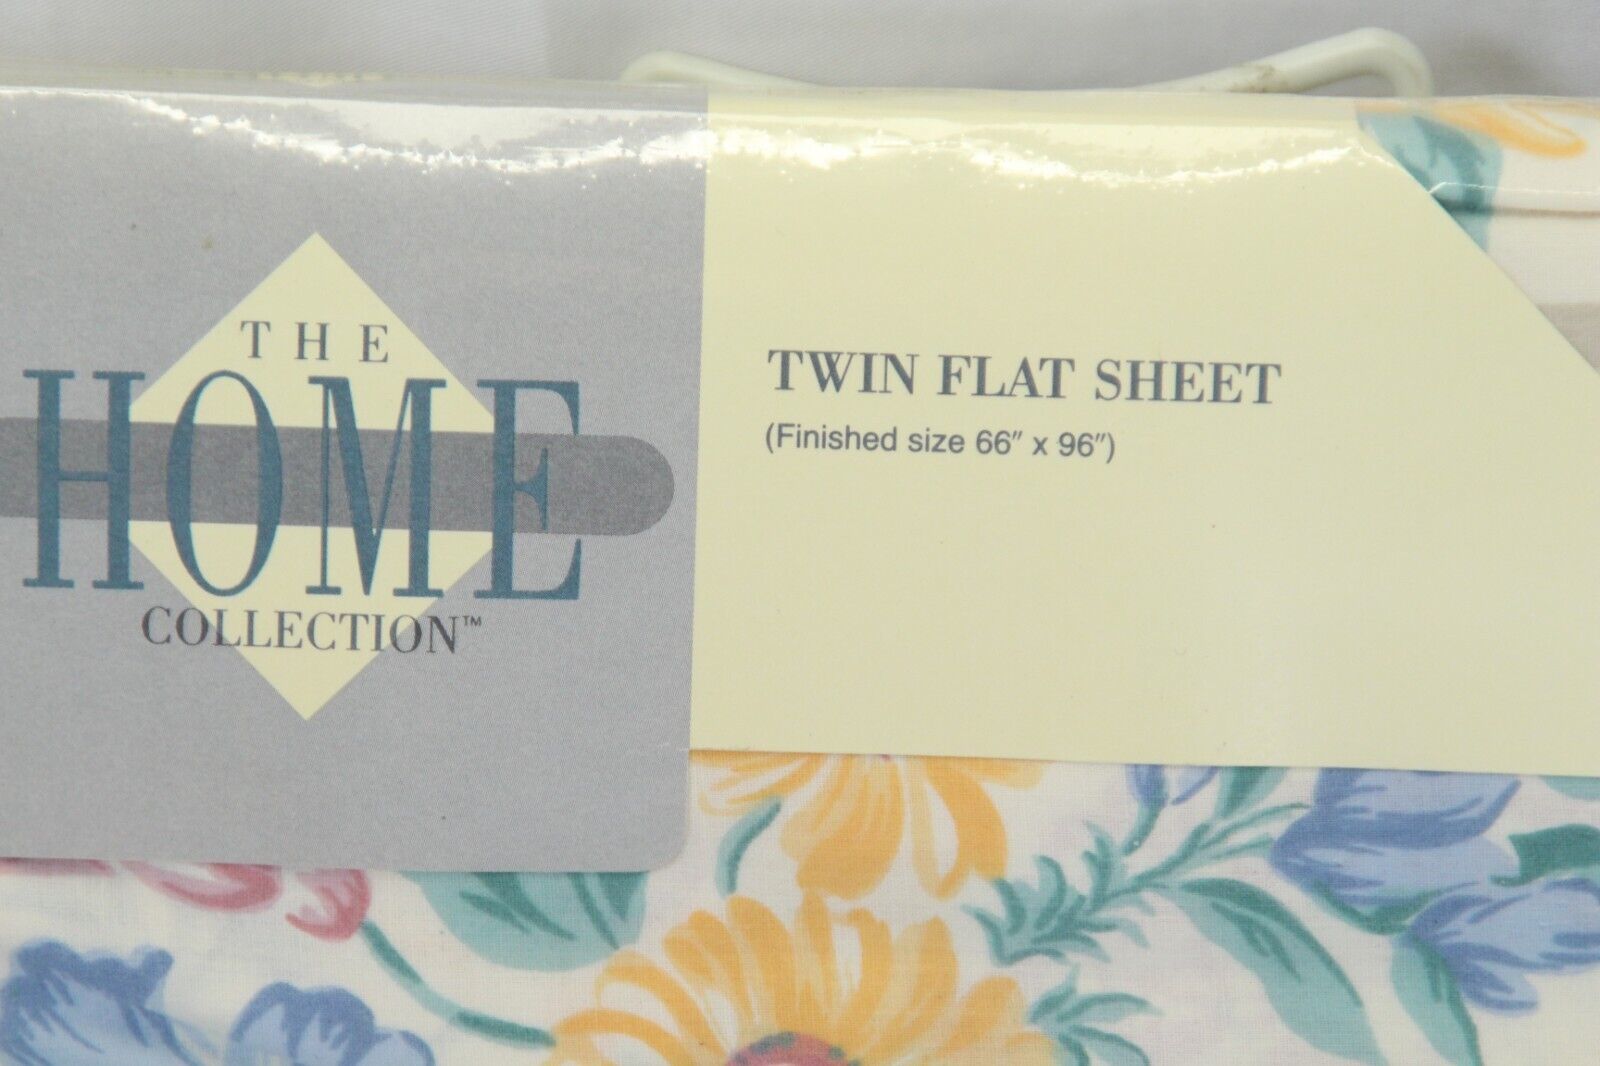 THE
HOME
COLLECTION™
TWIN FLAT SHEET
(Finished size 66" x 96")